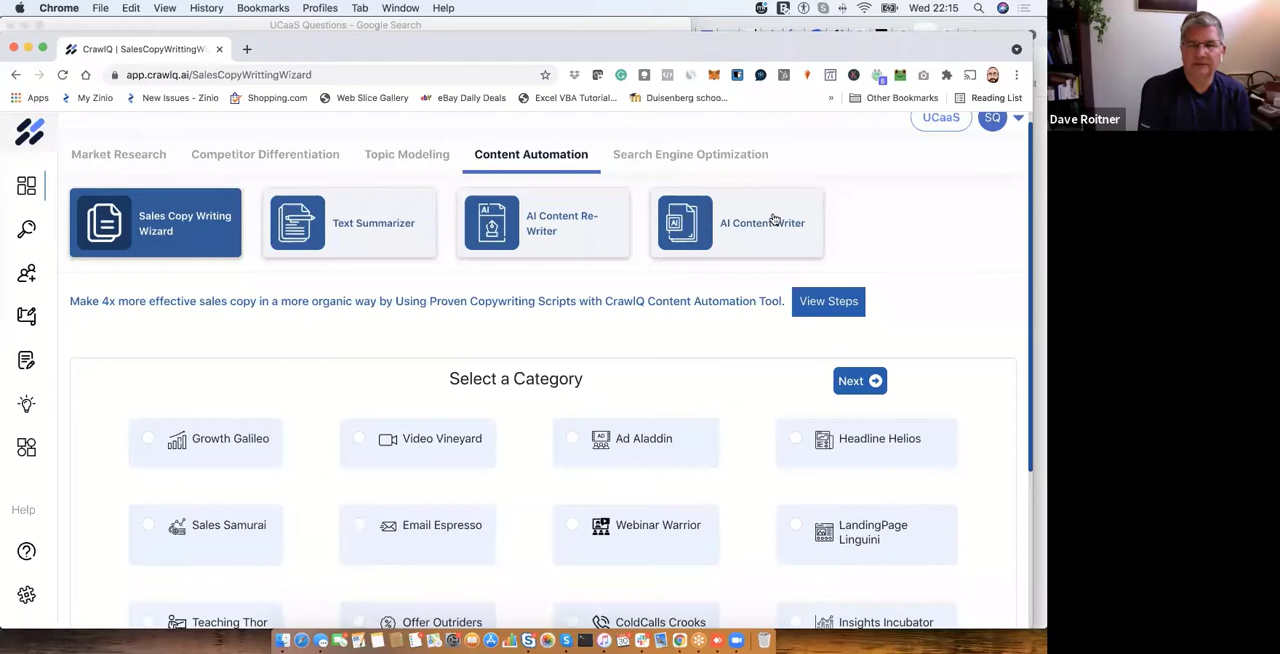 Chrome File Edit View History Bookmarks Profiles Tab Window Help Wed 22:15
UCaaS Questions - Google Search
CrawlQ | SalesCopyWrittingWi
app.crawlq.ai/SalesCopyWrittingWizard
Apps My Zinio New Issues - Zinio Shopping.com Web Slice Gallery eBay Daily Deals Excel VBA Tutorial... Duisenberg schoo... » Other Bookmarks Reading List
Dave Roitner
UCaaS SQ
Market Research Competitor Differentiation Topic Modeling Content Automation Search Engine Optimization
Sales Copy Writing
Wizard
Text Summarizer
AI Content Re-
Writer
AI Content Writer
Make 4x more effective sales copy in a more organic way by Using Proven Copywriting Scripts with CrawlQ Content Automation Tool. View Steps
Select a Category Next
Growth Galileo Video Vineyard Ad Aladdin Headline Helios
Sales Samurai Email Espresso Webinar Warrior LandingPage
Linguini
Help
Teaching Thor Offer Outriders ColdCalls Crooks Insights Incubator